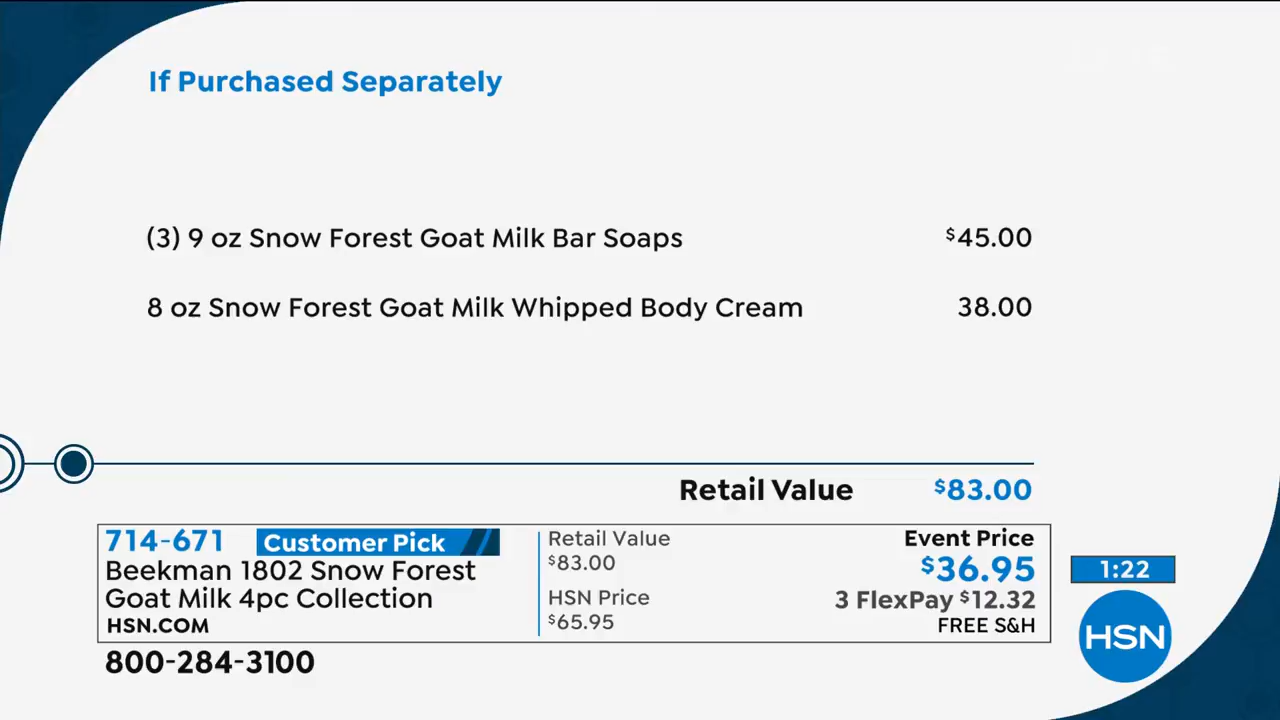 If Purchased Separately
(3) 9 oz Snow Forest Goat Milk Bar Soaps $45.00
8 oz Snow Forest Goat Milk Whipped Body Cream 38.00
Retail Value $83.00
714-671 Customer Pick
Beekman 1802 Snow Forest
Goat Milk 4pc Collection
HSN.COM
Retail Value
$83.00
HSN Price
$65.95
Event Price
$36.95
3 FlexPay $12.32
FREE S&H
1:22
HSN
800-284-3100